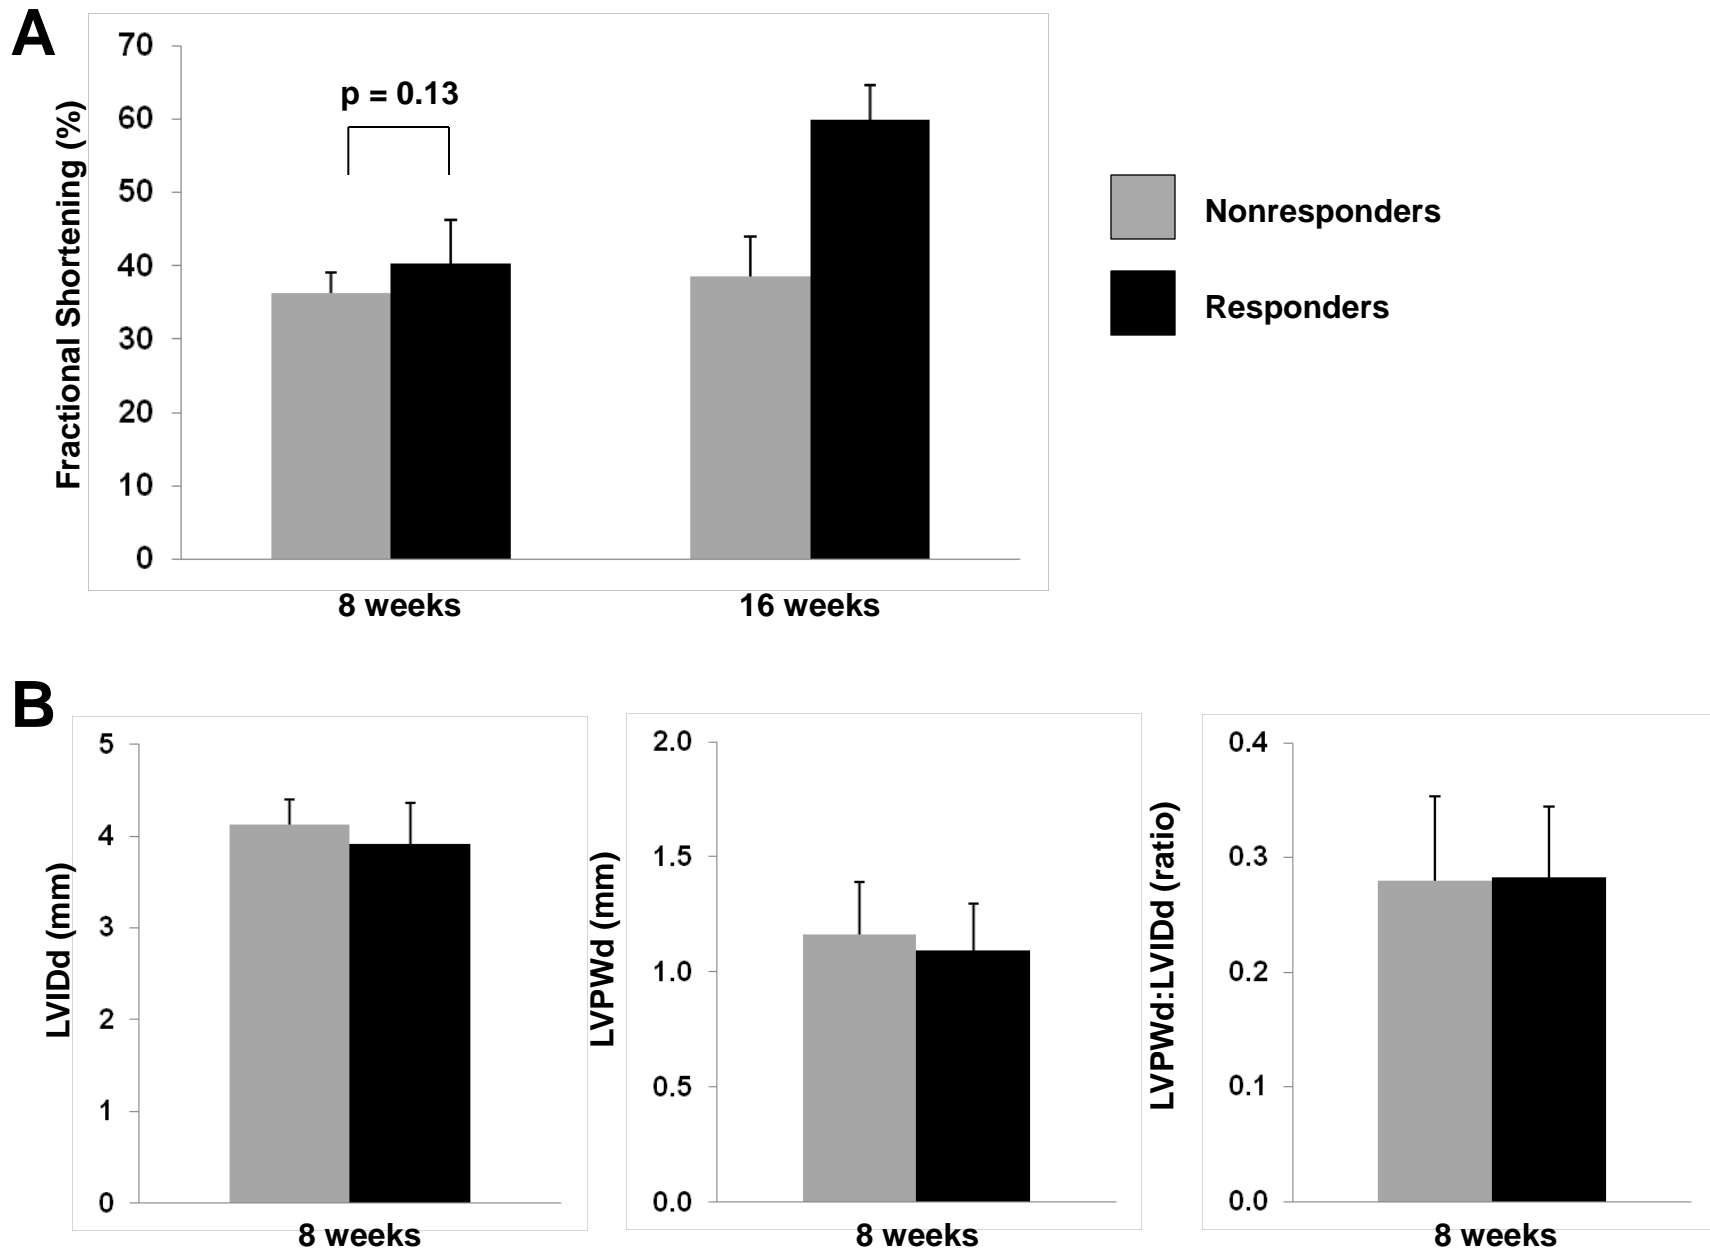 A
Fractional Shortening (%)
70
60
50
40
30
20
10
0
p = 0.13
8 weeks
16 weeks
Nonresponders
Responders
B
LVIDd (mm)
5
4
3
2
1
0
8 weeks
LVPWd (mm)
2.0
1.5
1.0
0.5
0.0
8 weeks
LVPWd:LVIDd (ratio)
0.4
0.3
0.2
0.1
0.0
8 weeks